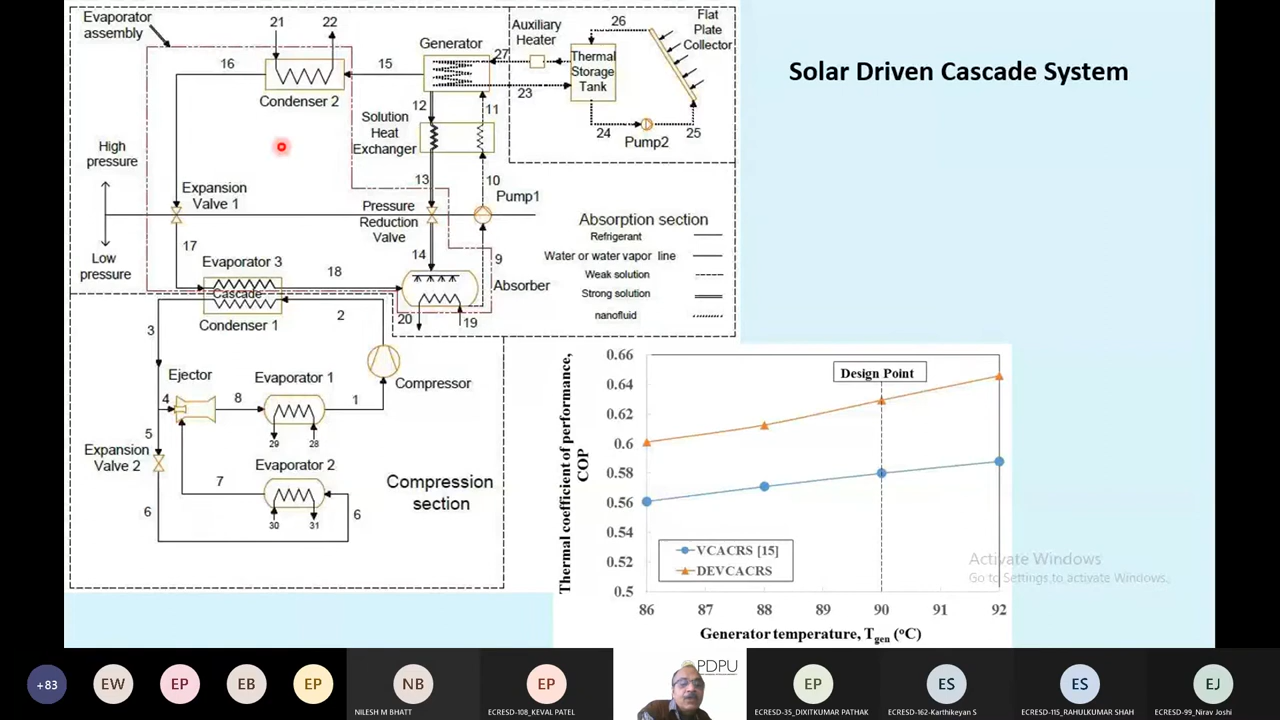 Solar Driven Cascade System
Evaporator
assembly
21
22
16
15
Condenser 2
Generator
Auxiliary
Heater
26
Flat
Plate
Collector
27
Thermal
Storage
Tank
23
12
11
24
25
Pump2
Solution
Heat
Exchanger
High
pressure
Low
pressure
Expansion
Valve 1
13
10
Pump1
Pressure
Reduction
Valve
17
14
9
Evaporator 3
18
Cascade
Condenser 1
Absorber
20
19
Absorption section
Refrigerant
Water or water vapor line
Weak solution
Strong solution
nanofluid
3
2
Ejector
4
8
Evaporator 1
1
Compressor
29
28
5
Expansion
Valve 2
7
Evaporator 2
6
6
30
31
Compression
section
Thermal coefficient of performance,
COP
0.66
0.64
0.62
0.6
0.58
0.56
0.54
0.52
0.5
Design Point
VCACRS [15]
DEVCACRS
86
87
88
89
90
91
92
Generator temperature, Tgen (oC)
Activate Windows
Go to Settings to activate Windows.
+83
EW
EP
EB
EP
NB
NILESH M BHATT
EP
ECRESD-108_KEVAL PATEL
PDPU
EP
ECRESD-35_DIXITKUMAR PATHAK
ES
ECRESD-162-Karthikeyan S
ES
ECRESD-115_RAHULKUMAR SHAH
EJ
ECRESD-99_Nirav Joshi